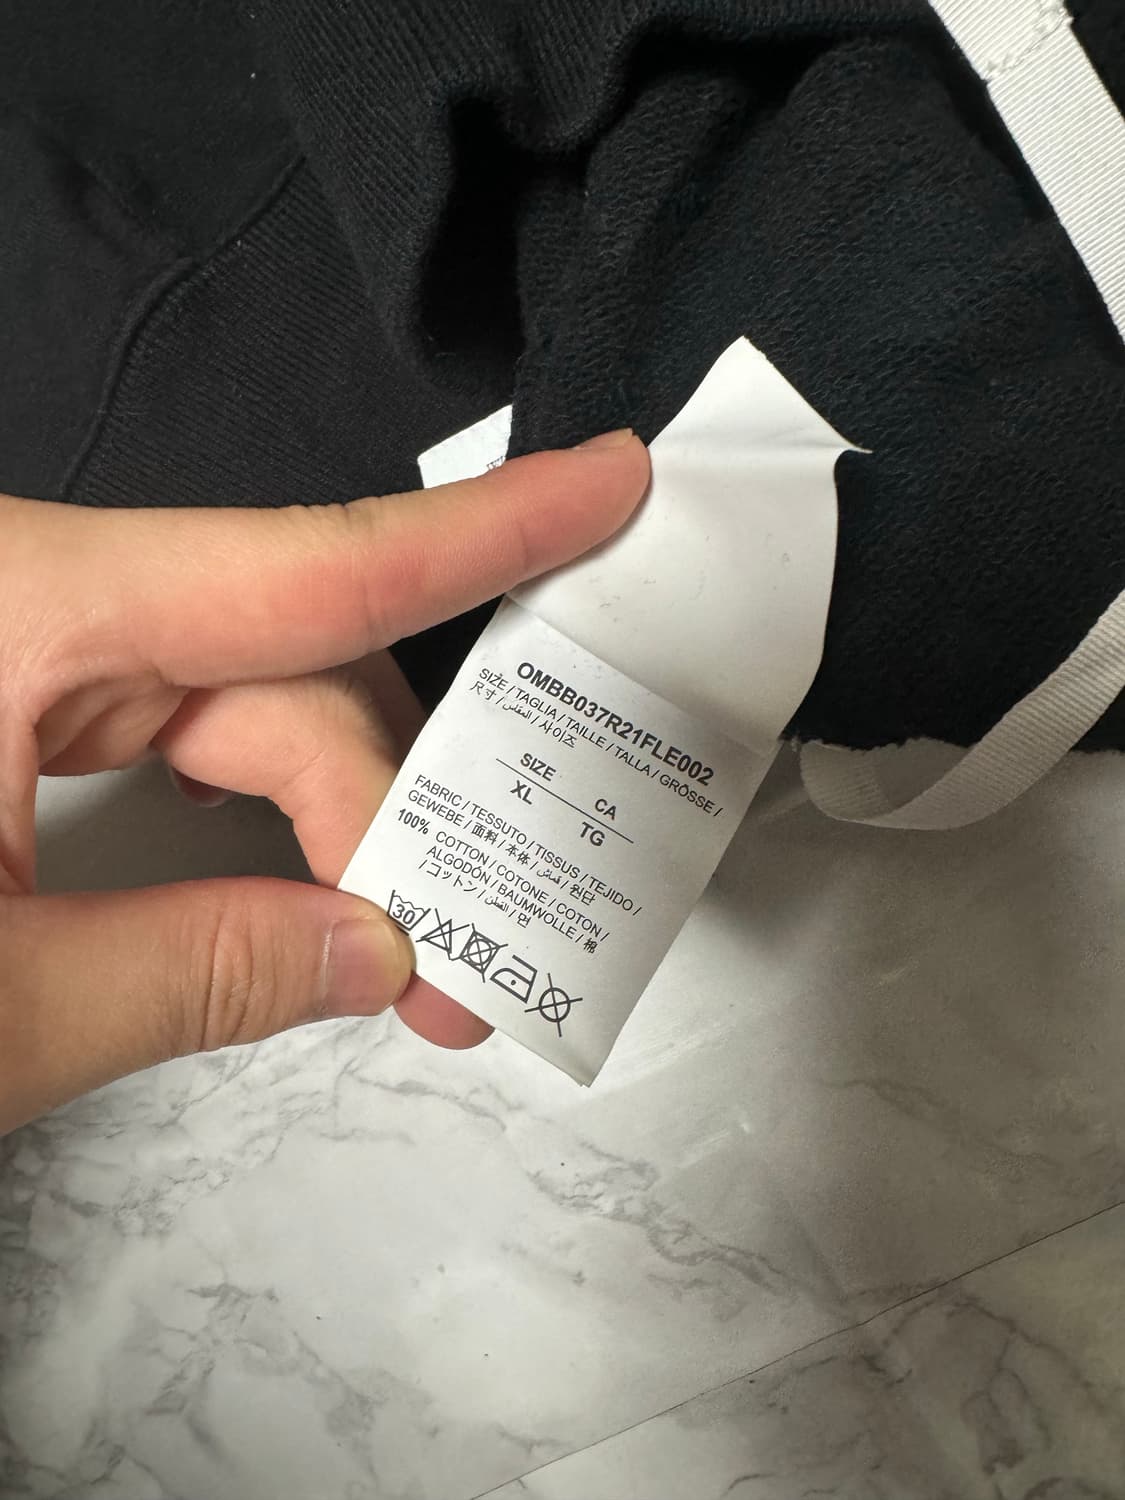 OMBB037R21FLE002
SIZE / TAGLIA / TAILLE / TALLA / GRÖSSE /
尺寸 / المقاس / 사이즈
SIZE CA
XL TG
FABRIC / TESSUTO / TISSUS / TEJIDO /
GEWEBE / 面料 / 本体 / قماش / 원단
100% COTTON / COTONE / COTON /
ALGODÓN / BAUMWOLLE / 棉
/ コットン / القطن / 면
30